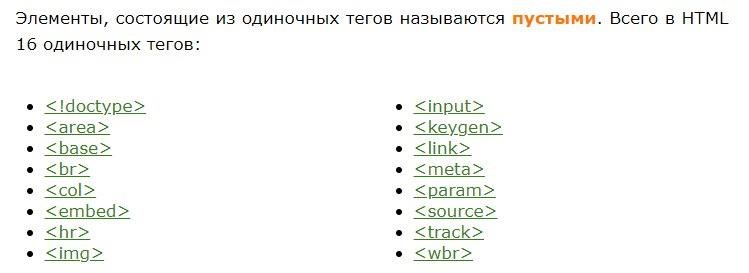 Элементы, состоящие из одиночных тегов называются пустыми. Всего в HTML
16 одиночных тегов:
<!doctype>
<area>
<base>
<br>
<col>
<embed>
<hr>
<img>
<input>
<keygen>
<link>
<meta>
<param>
<source>
<track>
<wbr>